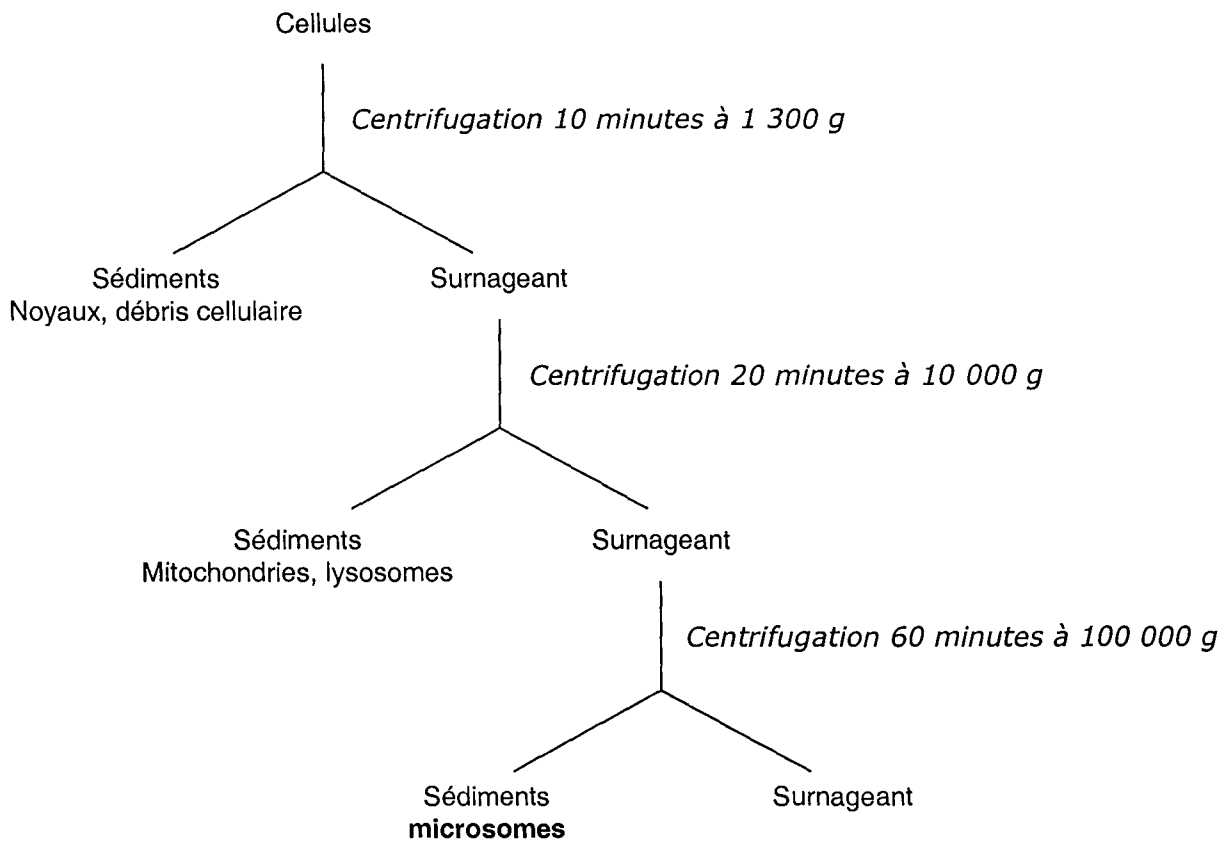 Cellules
Centrifugation 10 minutes à 1 300 g
Sédiments
Noyaux, débris cellulaire
Surnageant
Centrifugation 20 minutes à 10 000 g
Sédiments
Mitochondries, lysosomes
Surnageant
Centrifugation 60 minutes à 100 000 g
Sédiments
microsomes
Surnageant